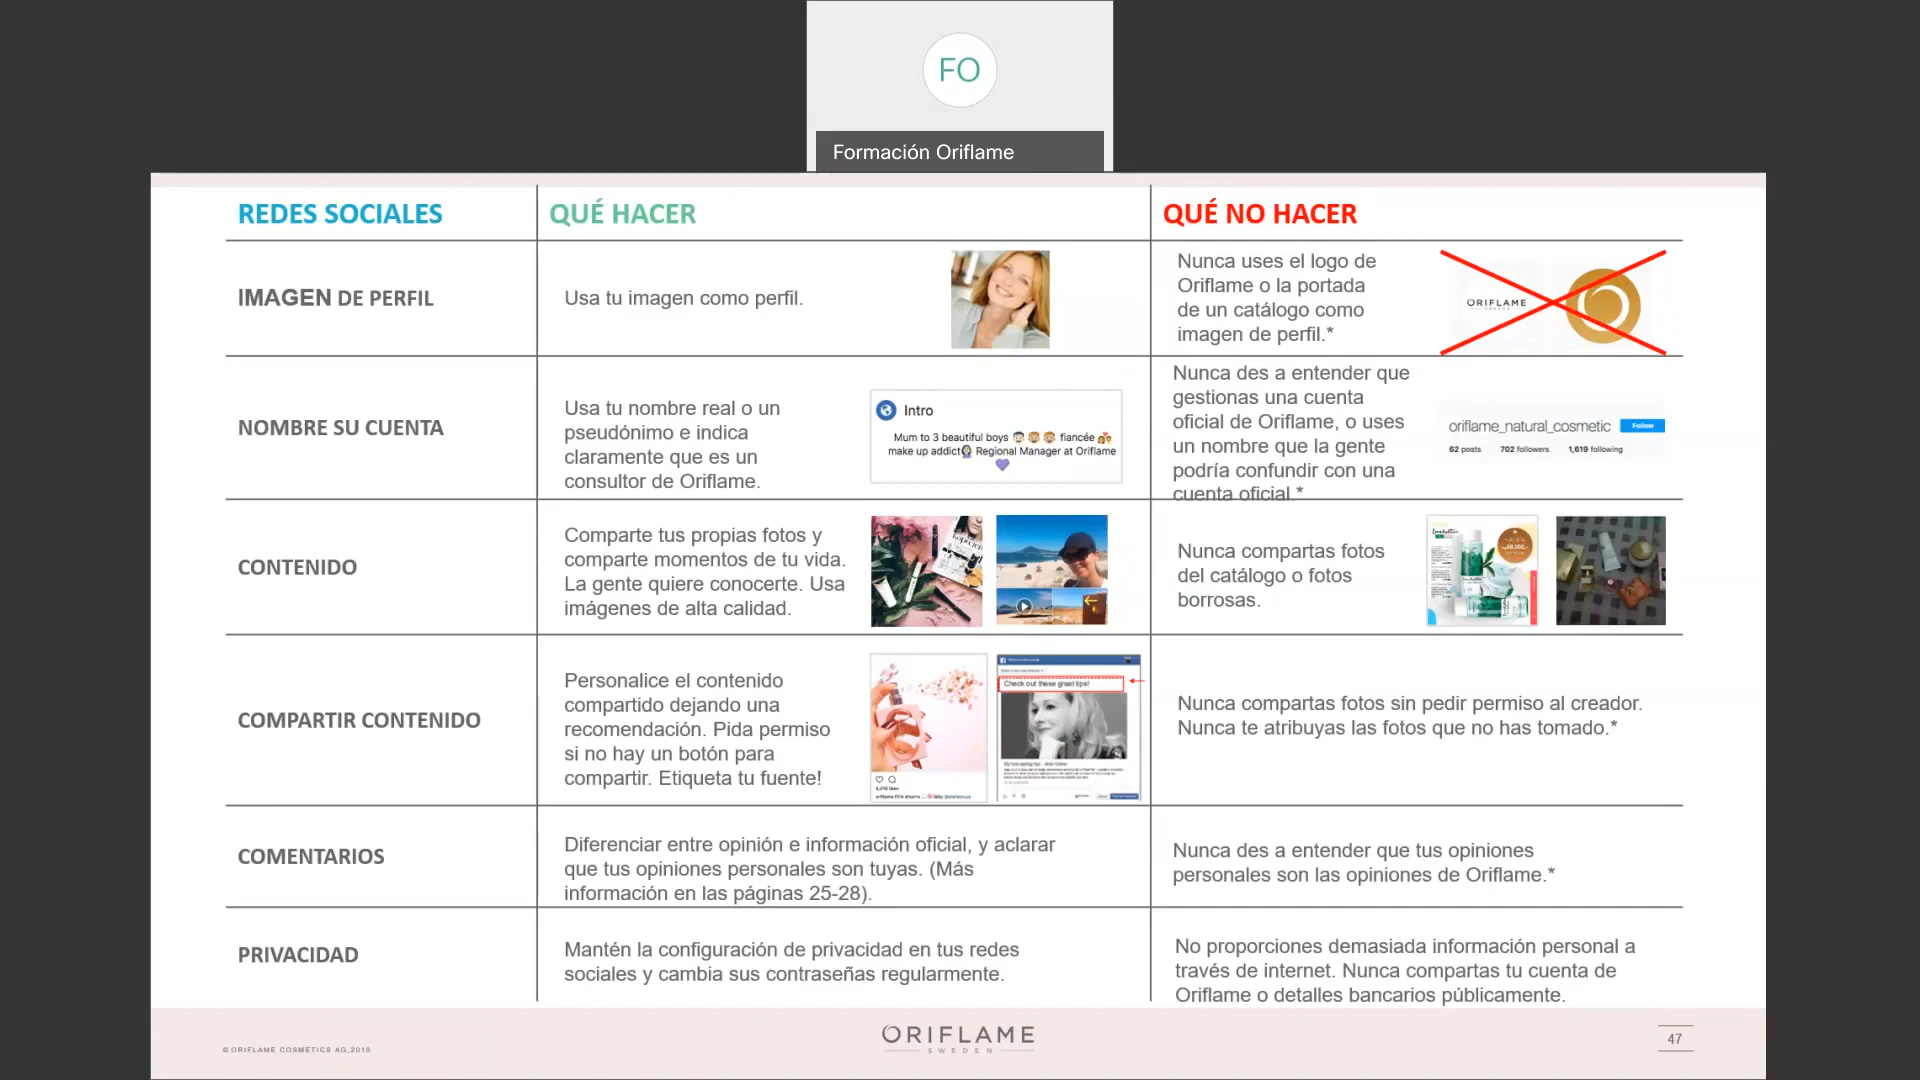 FO
Formación Oriflame
REDES SOCIALES
QUÉ HACER
QUÉ NO HACER
IMAGEN DE PERFIL
Usa tu imagen como perfil.
Nunca uses el logo de
Oriflame o la portada
de un catálogo como
imagen de perfil.*
ORIFLAME
NOMBRE SU CUENTA
Usa tu nombre real o un
pseudónimo e indica
claramente que es un
consultor de Oriflame.
Intro
Mum to 3 beautiful boys fiancée
make up addict Regional Manager at Oriflame
Nunca des a entender que
gestionas una cuenta
oficial de Oriflame, o uses
un nombre que la gente
podría confundir con una
cuenta oficial.*
oriflame_natural_cosmetic Follow
62 posts 702 followers 1,619 following
CONTENIDO
Comparte tus propias fotos y
comparte momentos de tu vida.
La gente quiere conocerte. Usa
imágenes de alta calidad.
Nunca compartas fotos
del catálogo o fotos
borrosas.
COMPARTIR CONTENIDO
Personalice el contenido
compartido dejando una
recomendación. Pida permiso
si no hay un botón para
compartir. Etiqueta tu fuente!
Check out these great tips!
Nunca compartas fotos sin pedir permiso al creador.
Nunca te atribuyas las fotos que no has tomado.*
COMENTARIOS
Diferenciar entre opinión e información oficial, y aclarar
que tus opiniones personales son tuyas. (Más
información en las páginas 25-28).
Nunca des a entender que tus opiniones
personales son las opiniones de Oriflame.*
PRIVACIDAD
Mantén la configuración de privacidad en tus redes
sociales y cambia sus contraseñas regularmente.
No proporciones demasiada información personal a
través de internet. Nunca compartas tu cuenta de
Oriflame o detalles bancarios públicamente.
© ORIFLAME COSMETICS AG,2019
ORIFLAME
SWEDEN
47